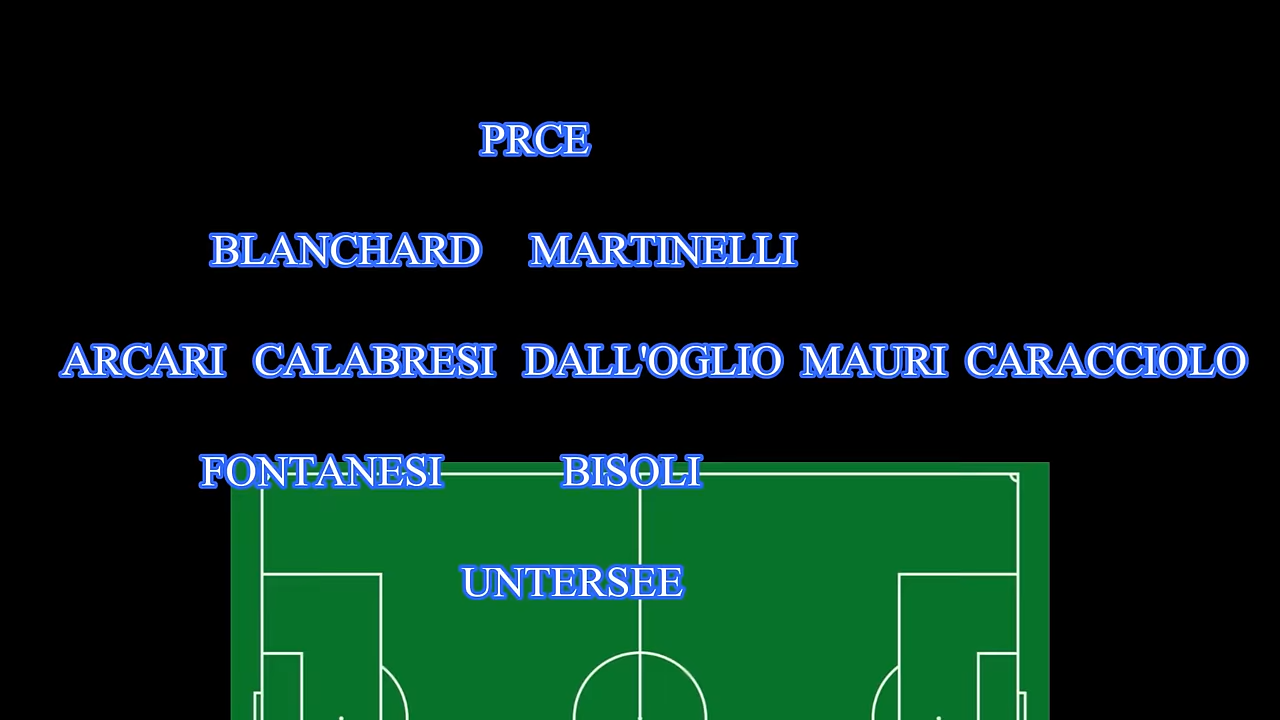 PRCE
BLANCHARD MARTINELLI
ARCARI CALABRESI DALL'OGLIO MAURI CARACCIOLO
FONTANESI BISOLI
UNTERSEE